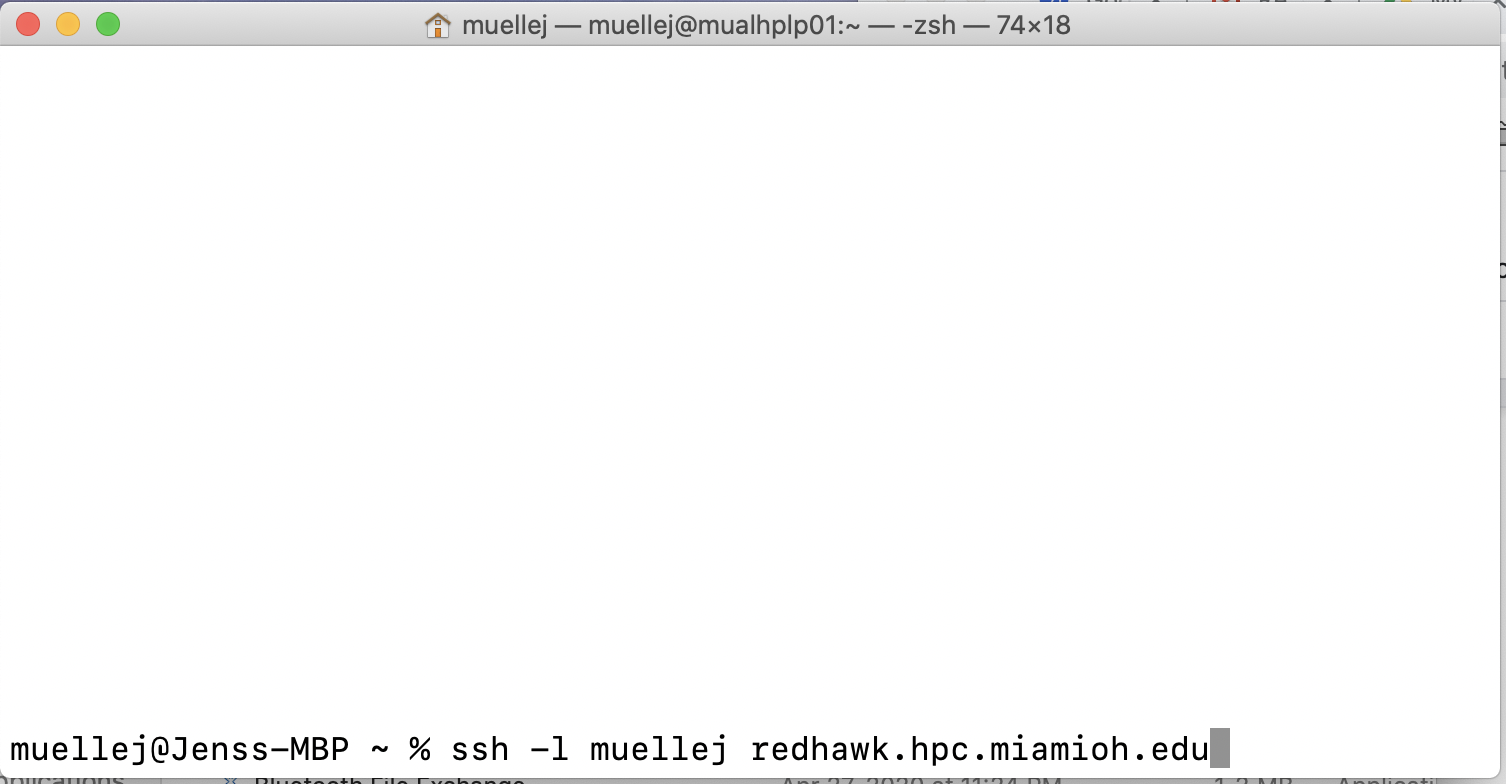 muellej — muellej@mualhplp01:~ — -zsh — 74×18
muellej@Jenss-MBP ~ % ssh -l muellej redhawk.hpc.miamioh.edu